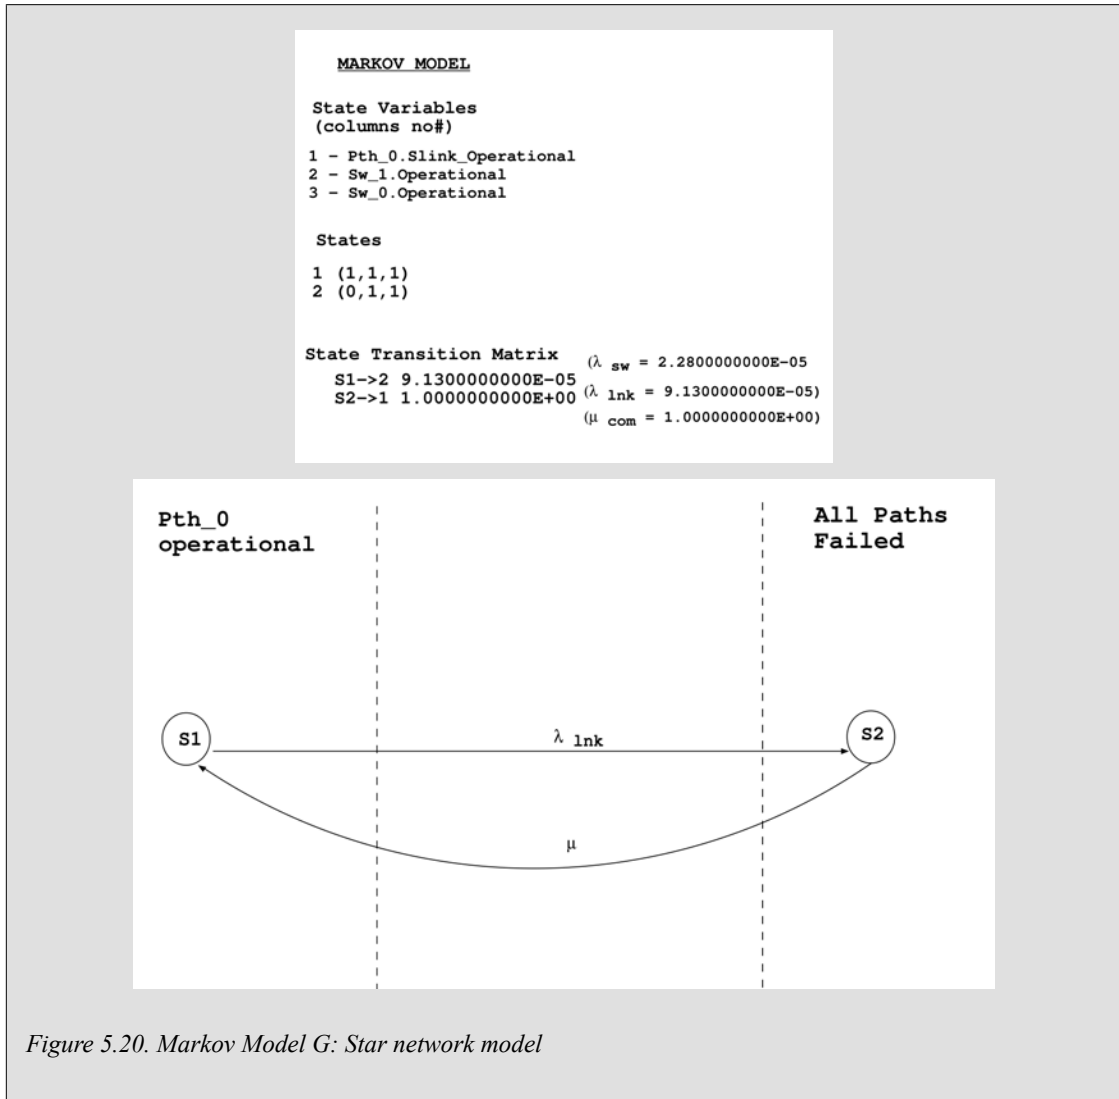 MARKOV MODEL
State Variables
(columns no#)
1 - Pth_0.Slink_Operational
2 - Sw_1.Operational
3 - Sw_0.Operational
States
1 (1,1,1)
2 (0,1,1)
State Transition Matrix
S1->2 9.1300000000E-05
S2->1 1.0000000000E+00
(λ sw = 2.2800000000E-05
(λ lnk = 9.1300000000E-05)
(μ com = 1.0000000000E+00)
Pth_0
operational
All Paths
Failed
S1
λ lnk
S2
μ
Figure 5.20. Markov Model G: Star network model